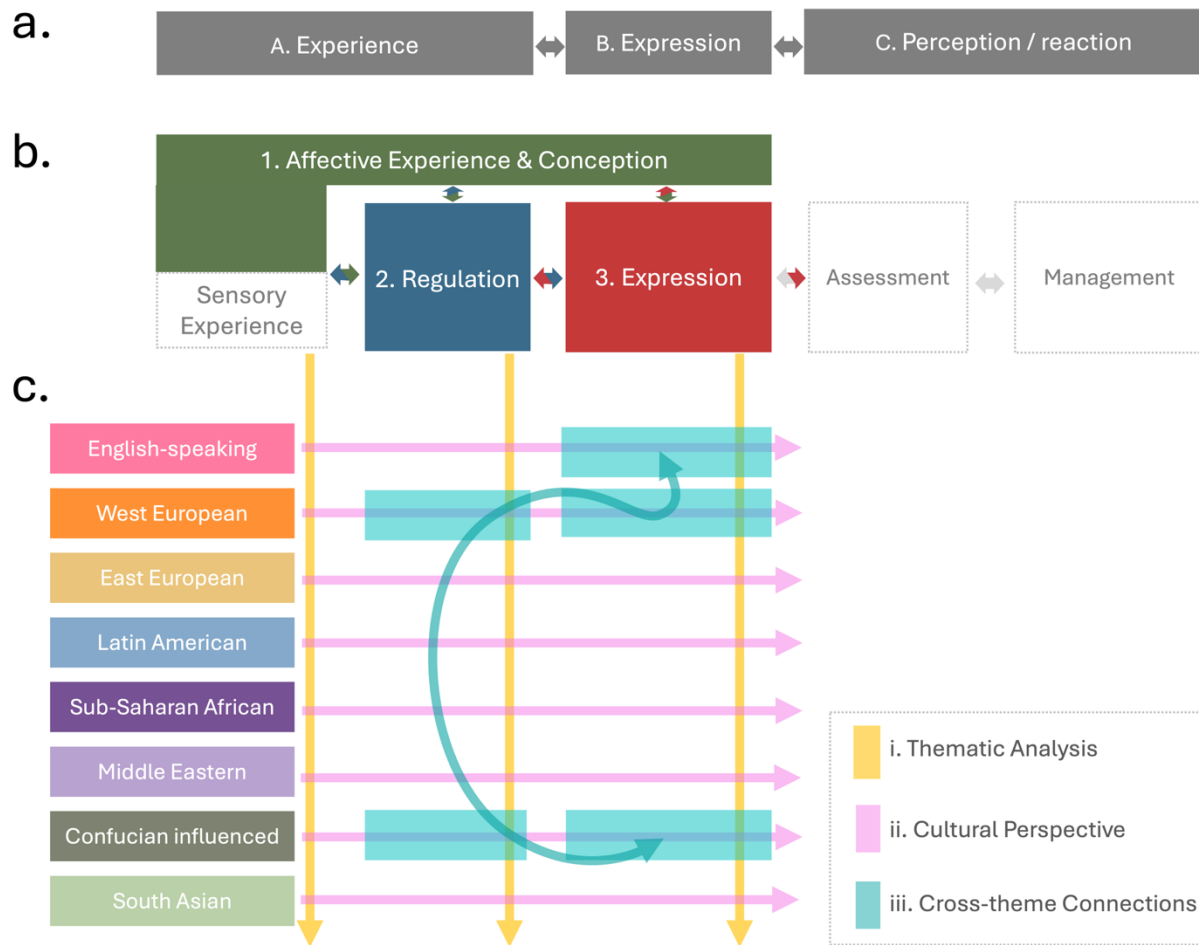 a.
A. Experience
B. Expression
C. Perception / reaction
b.
1. Affective Experience & Conception
2. Regulation
3. Expression
Assessment
Management
Sensory
Experience
c.
English-speaking
West European
East European
Latin American
Sub-Saharan African
Middle Eastern
Confucian influenced
South Asian
i. Thematic Analysis
ii. Cultural Perspective
iii. Cross-theme Connections